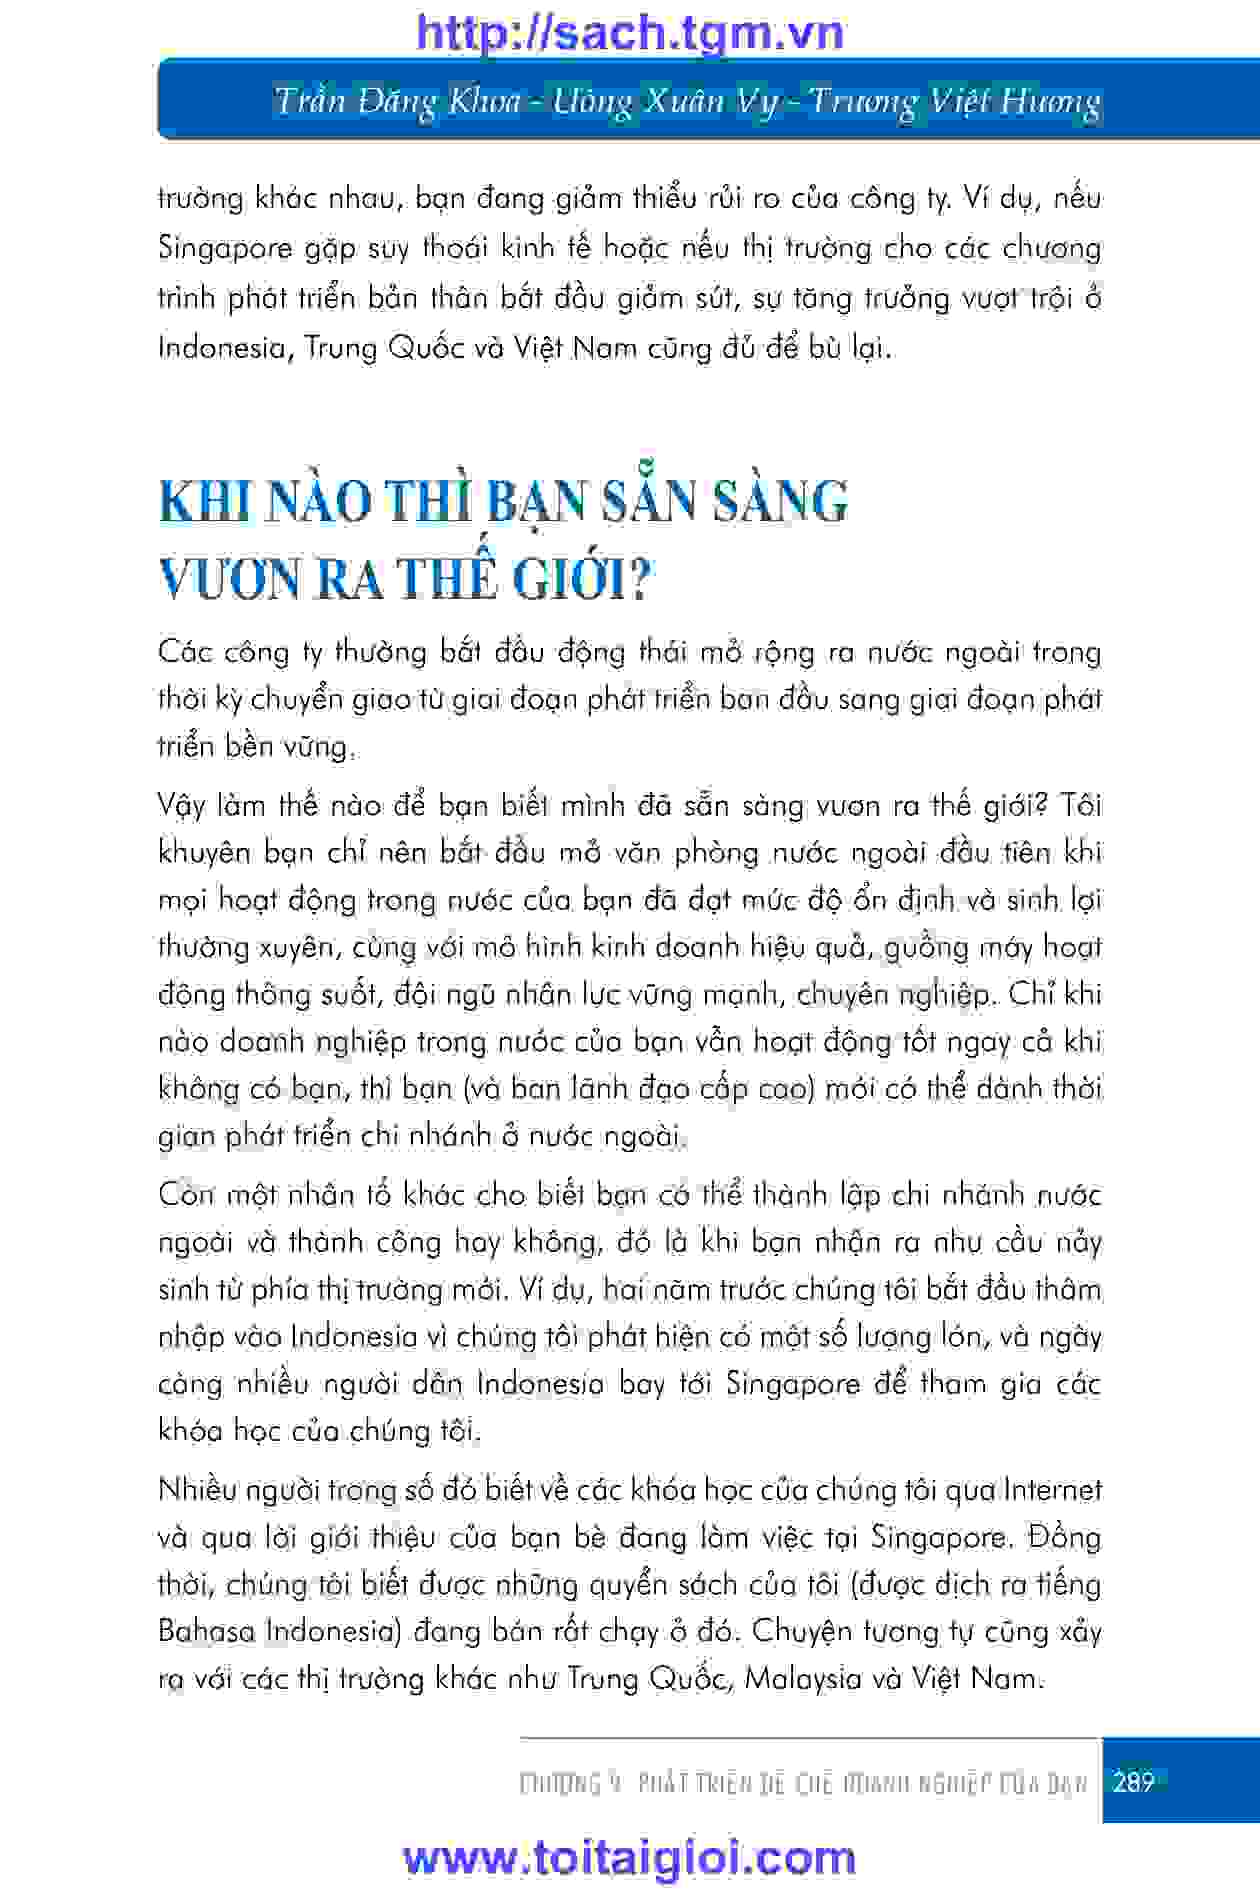 http://sach.tgm.vn
Trần Đăng Khoa - Uông Xuân Vy - Trương Việt Hương
trường khác nhau, bạn đang giảm thiểu rủi ro của công ty. Ví dụ, nếu
Singapore gặp suy thoái kinh tế hoặc nếu thị trường cho các chương
trình phát triển bản thân bắt đầu giảm sút, sự tăng trưởng vượt trội ở
Indonesia, Trung Quốc và Việt Nam cũng đủ để bù lại.
KHI NÀO THÌ BẠN SẴN SÀNG
VƯƠN RA THẾ GIỚI?
Các công ty thường bắt đầu động thái mở rộng ra nước ngoài trong
thời kỳ chuyển giao từ giai đoạn phát triển ban đầu sang giai đoạn phát
triển bền vững.
Vậy làm thế nào để bạn biết mình đã sẵn sàng vươn ra thế giới? Tôi
khuyên bạn chỉ nên bắt đầu mở văn phòng nước ngoài đầu tiên khi
mọi hoạt động trong nước của bạn đã đạt mức độ ổn định và sinh lợi
thường xuyên, cùng với mô hình kinh doanh hiệu quả, guồng máy hoạt
động thông suốt, đội ngũ nhân lực vững mạnh, chuyên nghiệp. Chỉ khi
nào doanh nghiệp trong nước của bạn vẫn hoạt động tốt ngay cả khi
không có bạn, thì bạn (và ban lãnh đạo cấp cao) mới có thể dành thời
gian phát triển chi nhánh ở nước ngoài.
Còn một nhân tố khác cho biết bạn có thể thành lập chi nhánh nước
ngoài và thành công hay không, đó là khi bạn nhận ra nhu cầu nảy
sinh từ phía thị trường mới. Ví dụ, hai năm trước chúng tôi bắt đầu thâm
nhập vào Indonesia vì chúng tôi phát hiện có một số lượng lớn, và ngày
càng nhiều người dân Indonesia bay tới Singapore để tham gia các
khóa học của chúng tôi.
Nhiều người trong số đó biết về các khóa học của chúng tôi qua Internet
và qua lời giới thiệu của bạn bè đang làm việc tại Singapore. Đồng
thời, chúng tôi biết được những quyển sách của tôi (được dịch ra tiếng
Bahasa Indonesia) đang bán rất chạy ở đó. Chuyện tương tự cũng xảy
ra với các thị trường khác như Trung Quốc, Malaysia và Việt Nam.
CHƯƠNG 9 PHÁT TRIỂN ĐẾ CHẾ DOANH NGHIỆP CỦA BẠN 289
www.toitaigioi.com